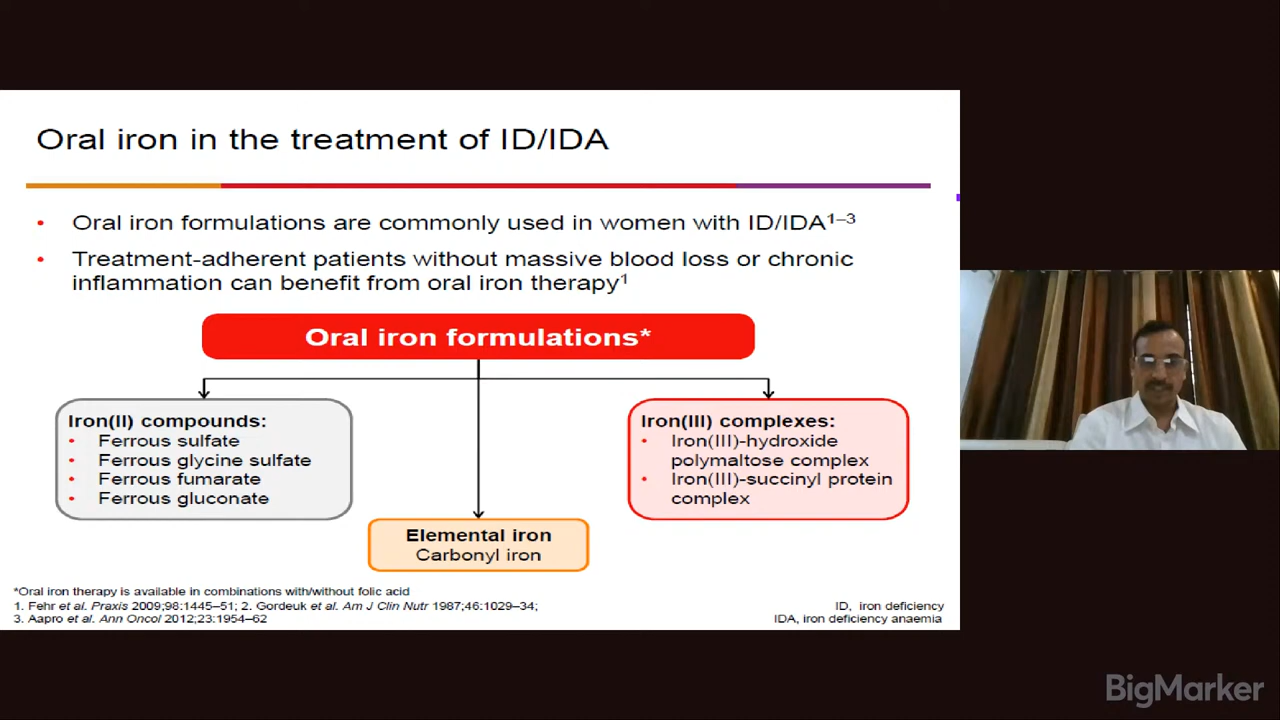 Oral iron in the treatment of ID/IDA
• Oral iron formulations are commonly used in women with ID/IDA1–3
• Treatment-adherent patients without massive blood loss or chronic
inflammation can benefit from oral iron therapy1
Oral iron formulations*
Iron(II) compounds:
• Ferrous sulfate
• Ferrous glycine sulfate
• Ferrous fumarate
• Ferrous gluconate
Elemental iron
Carbonyl iron
Iron(III) complexes:
• Iron(III)-hydroxide
polymaltose complex
• Iron(III)-succinyl protein
complex
*Oral iron therapy is available in combinations with/without folic acid
1. Fehr et al. Praxis 2009;98:1445–51; 2. Gordeuk et al. Am J Clin Nutr 1987;46:1029–34;
3. Aapro et al. Ann Oncol 2012;23:1954–62
ID, iron deficiency
IDA, iron deficiency anaemia
BigMarker